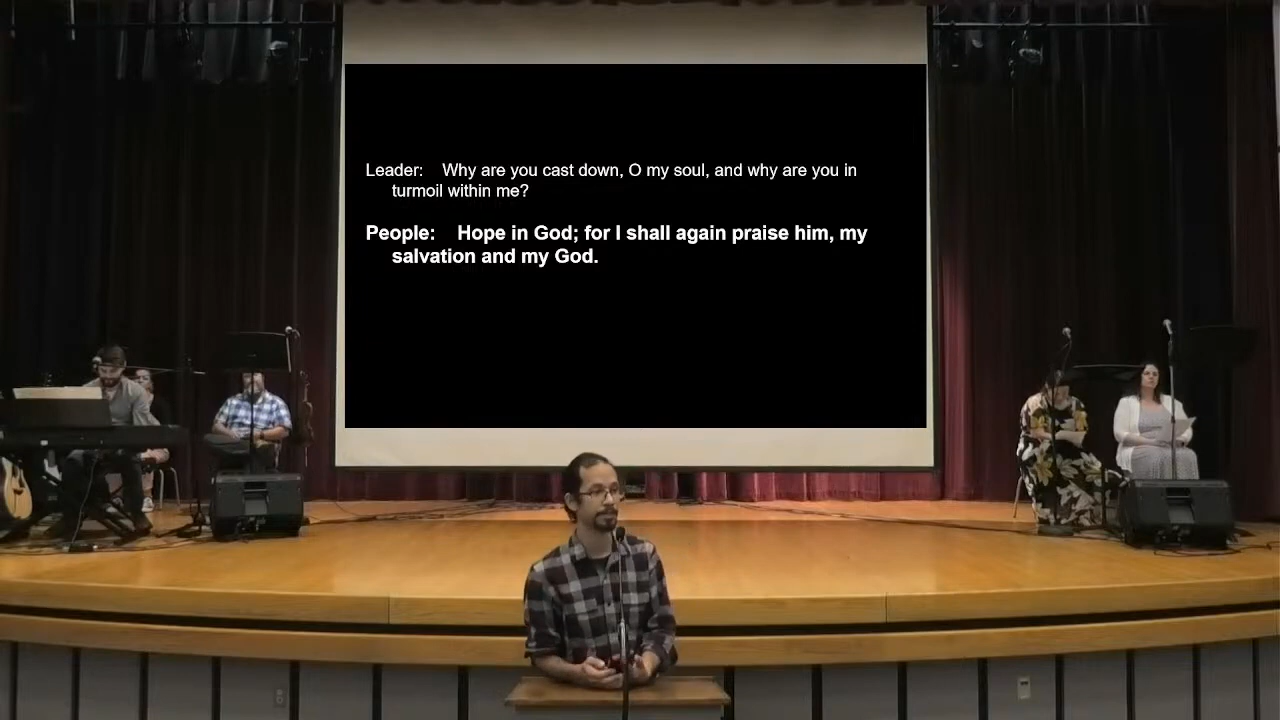 Leader: Why are you cast down, O my soul, and why are you in
turmoil within me?
People: Hope in God; for I shall again praise him, my
salvation and my God.